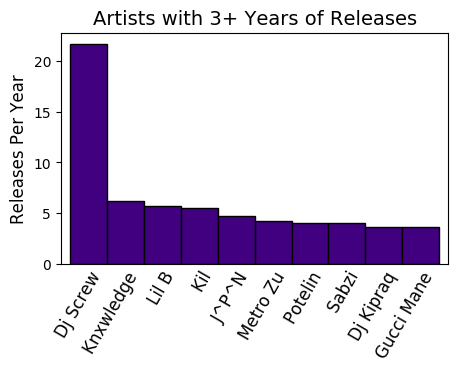 Artists with 3+ Years of Releases
Releases Per Year
20
15
10
5
0
Dj Screw
Knxwledge
Lil B
Kil
J^P^N
Metro Zu
Potelin
Sabzi
Dj Kipraq
Gucci Mane